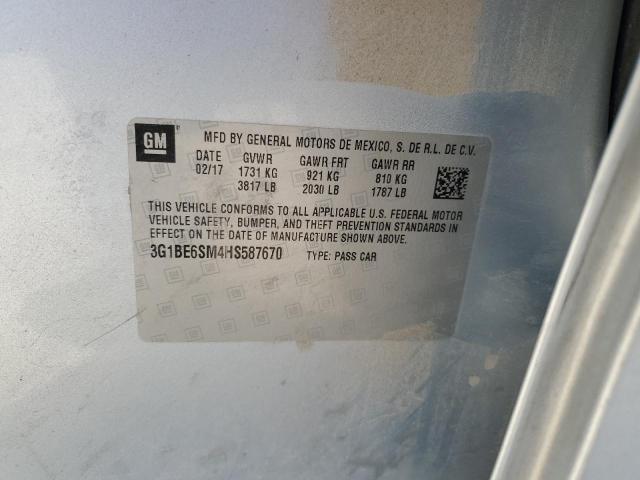 GM
MFD BY GENERAL MOTORS DE MEXICO, S. DE R.L. DE C.V.
DATE GVWR GAWR FRT GAWR RR
02/17 1731 KG 921 KG 810 KG
3817 LB 2030 LB 1787 LB
THIS VEHICLE CONFORMS TO ALL APPLICABLE U.S. FEDERAL MOTOR
VEHICLE SAFETY, BUMPER, AND THEFT PREVENTION STANDARDS IN
EFFECT ON THE DATE OF MANUFACTURE SHOWN ABOVE.
3G1BE6SM4HS587670 TYPE: PASS CAR